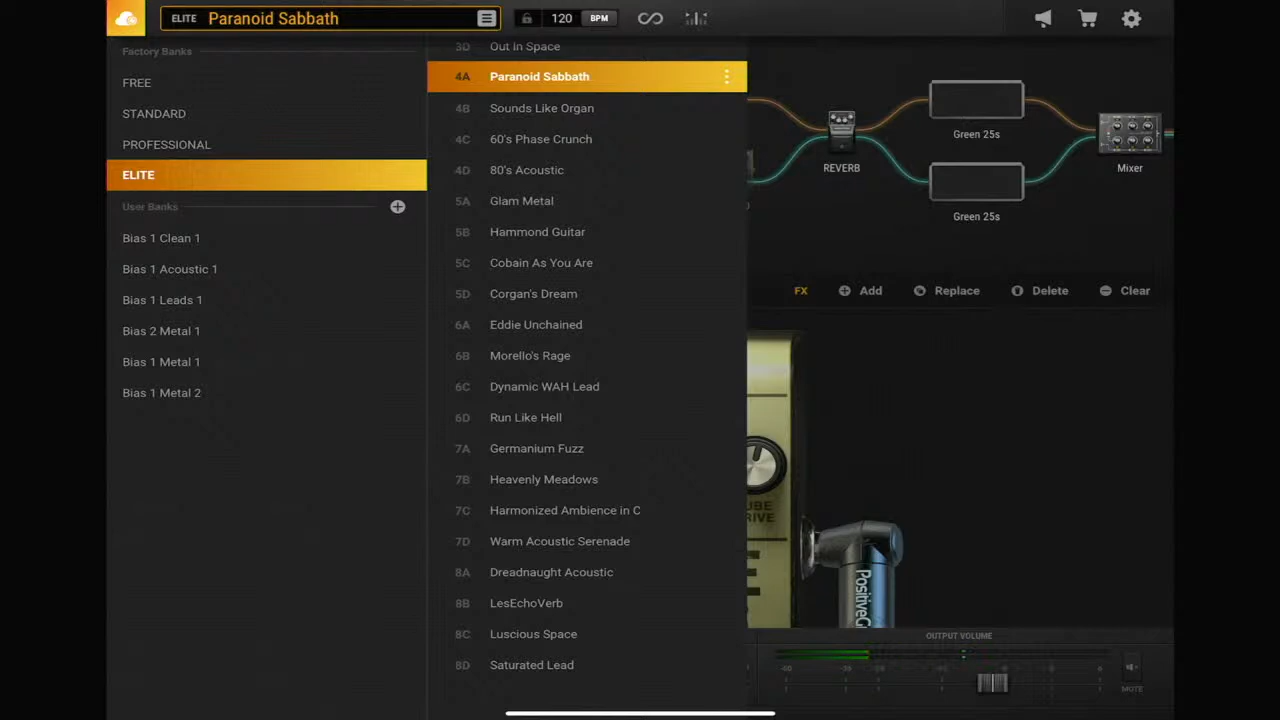 ELITE Paranoid Sabbath 120 BPM
Factory Banks
FREE
STANDARD
PROFESSIONAL
ELITE
User Banks
Bias 1 Clean 1
Bias 1 Acoustic 1
Bias 1 Leads 1
Bias 2 Metal 1
Bias 1 Metal 1
Bias 1 Metal 2
3D Out In Space
4A Paranoid Sabbath
4B Sounds Like Organ
4C 60's Phase Crunch
4D 80's Acoustic
5A Glam Metal
5B Hammond Guitar
5C Cobain As You Are
5D Corgan's Dream
6A Eddie Unchained
6B Morello's Rage
6C Dynamic WAH Lead
6D Run Like Hell
7A Germanium Fuzz
7B Heavenly Meadows
7C Harmonized Ambience in C
7D Warm Acoustic Serenade
8A Dreadnaught Acoustic
8B LesEchoVerb
8C Luscious Space
8D Saturated Lead
REVERB
Green 25s
Green 25s
Mixer
FX Add Replace Delete Clear
UBE
RIVE
PositiveG
OUTPUT VOLUME
-60
6
MUTE